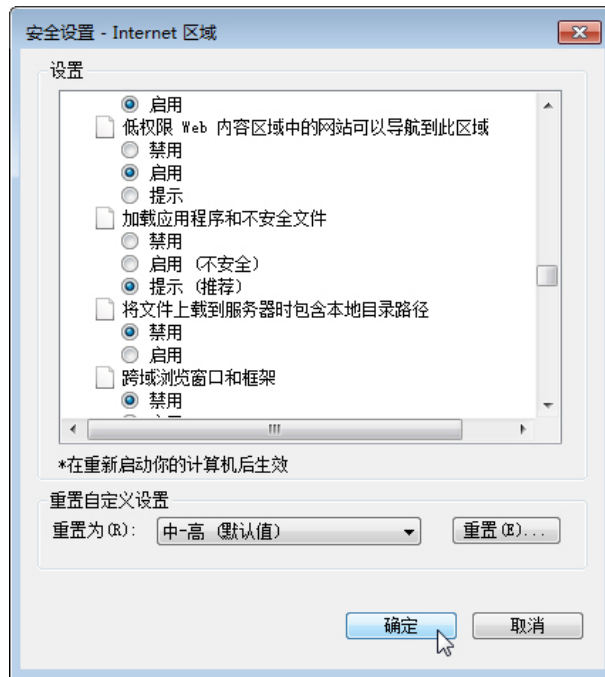 安全设置 - Internet 区域
设置
启用
低权限 Web 内容区域中的网站可以导航到此区域
禁用
启用
提示
加载应用程序和不安全文件
禁用
启用 (不安全)
提示 (推荐)
将文件上载到服务器时包含本地目录路径
禁用
启用
跨域浏览窗口和框架
禁用
*在重新启动你的计算机后生效
重置自定义设置
重置为(R): 中-高 (默认值) 重置(E)...
确定 取消